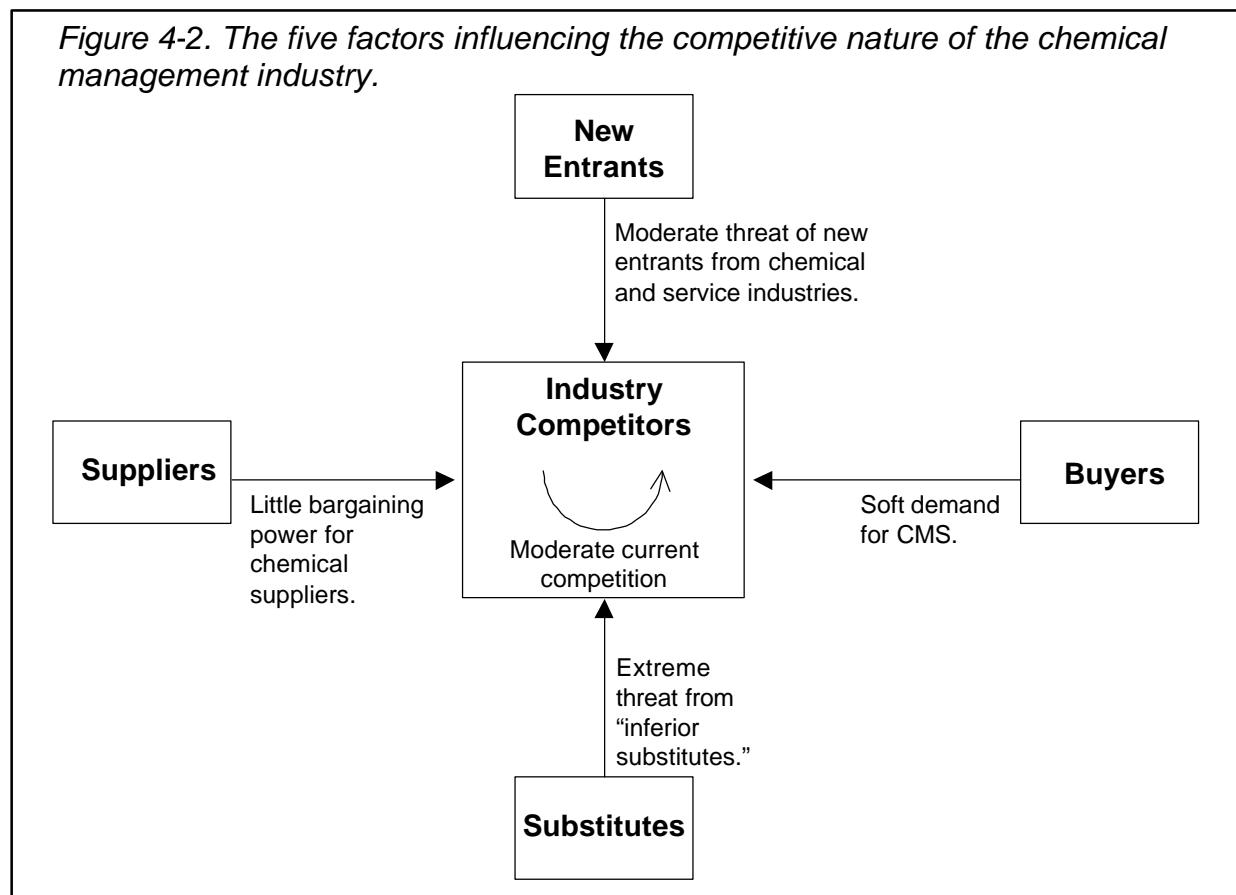 Figure 4-2. The five factors influencing the competitive nature of the chemical
management industry.
New
Entrants
Moderate threat of new
entrants from chemical
and service industries.
Industry
Competitors
Moderate current
competition
Suppliers
Little bargaining
power for
chemical
suppliers.
Buyers
Soft demand
for CMS.
Extreme
threat from
“inferior
substitutes.”
Substitutes